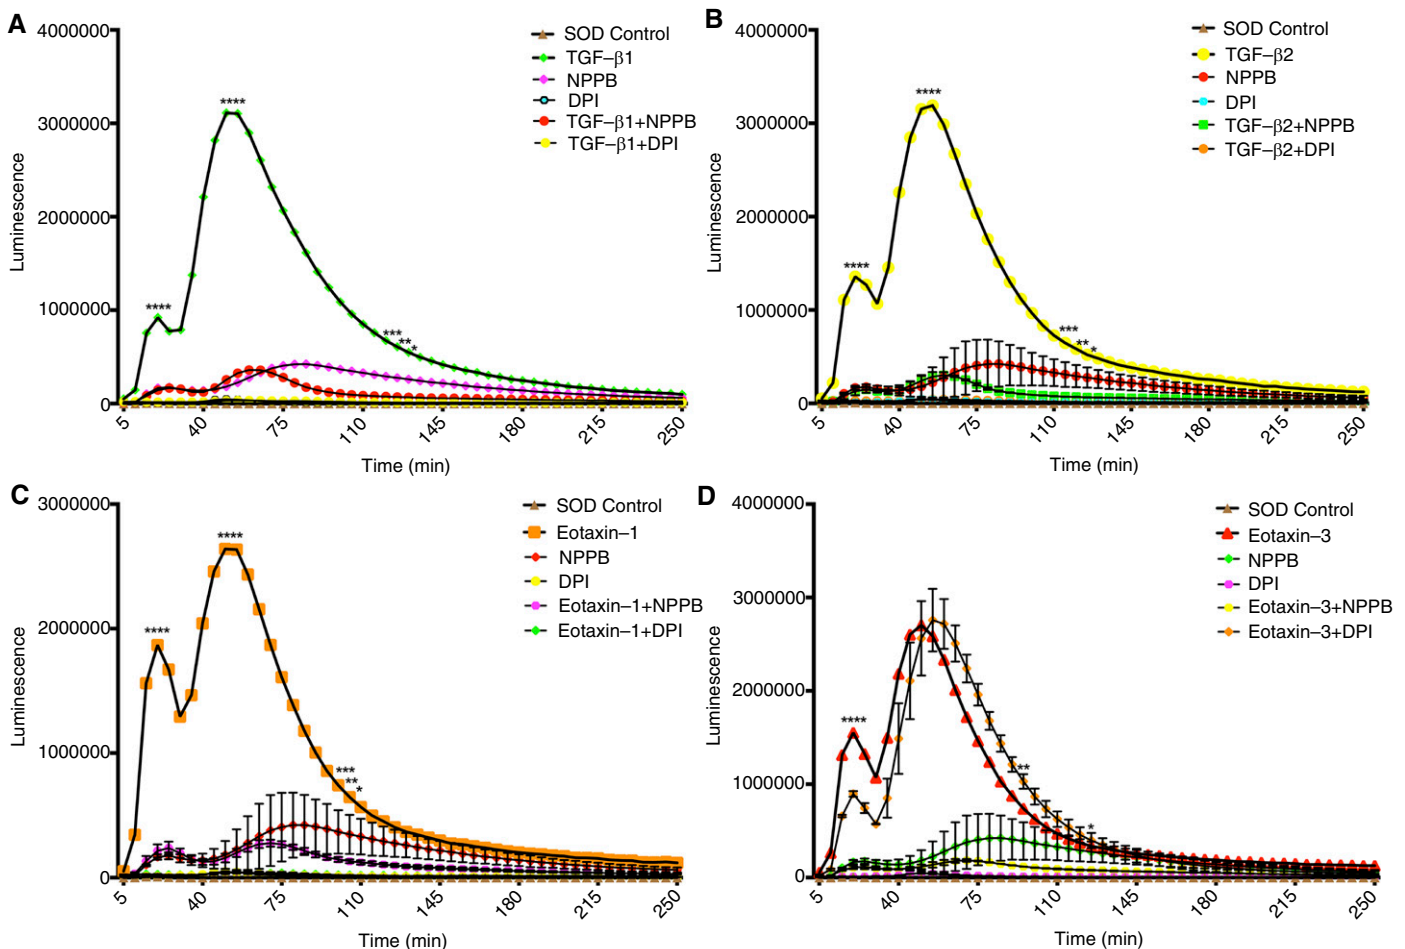 A
4000000
3000000
2000000
1000000
0
Luminescence
****
****
***
**
*
SOD Control
TGF–β1
NPPB
DPI
TGF–β1+NPPB
TGF–β1+DPI
5 40 75 110 145 180 215 250
Time (min)
B
4000000
3000000
2000000
1000000
0
Luminescence
****
****
***
**
*
SOD Control
TGF–β2
NPPB
DPI
TGF–β2+NPPB
TGF–β2+DPI
5 40 75 110 145 180 215 250
Time (min)
C
3000000
2000000
1000000
0
Luminescence
****
****
***
**
*
SOD Control
Eotaxin–1
NPPB
DPI
Eotaxin–1+NPPB
Eotaxin–1+DPI
5 40 75 110 145 180 215 250
Time (min)
D
4000000
3000000
2000000
1000000
0
Luminescence
****
**
*
SOD Control
Eotaxin–3
NPPB
DPI
Eotaxin–3+NPPB
Eotaxin–3+DPI
5 40 75 110 145 180 215 250
Time (min)